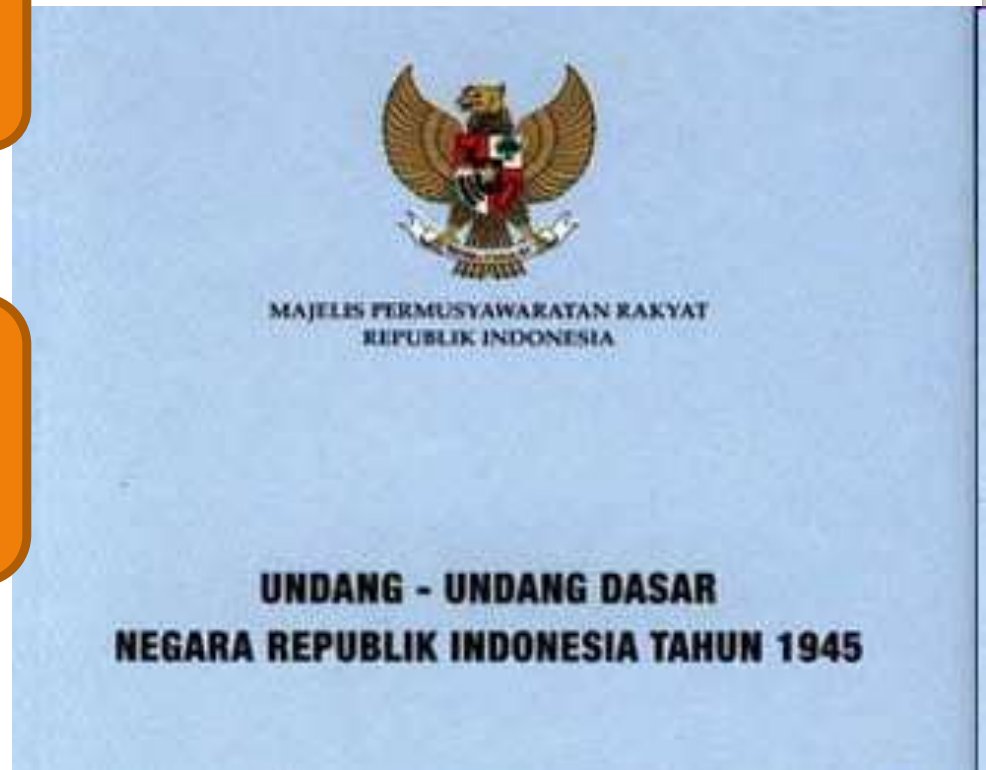 MAJELIS PERMUSYAWARATAN RAKYAT
REPUBLIK INDONESIA
UNDANG - UNDANG DASAR
NEGARA REPUBLIK INDONESIA TAHUN 1945